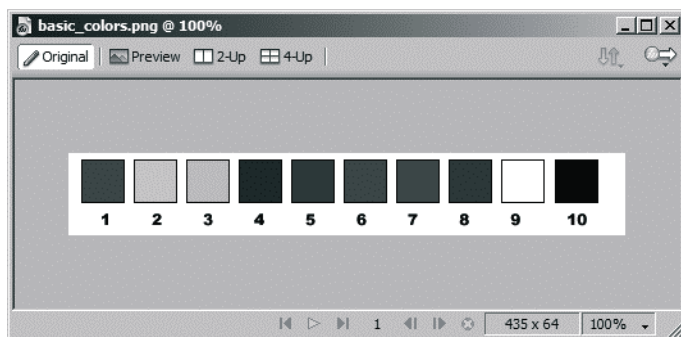 basic_colors.png @ 100%
Original Preview 2-Up 4-Up
1 2 3 4 5 6 7 8 9 10
1 435 x 64 100%